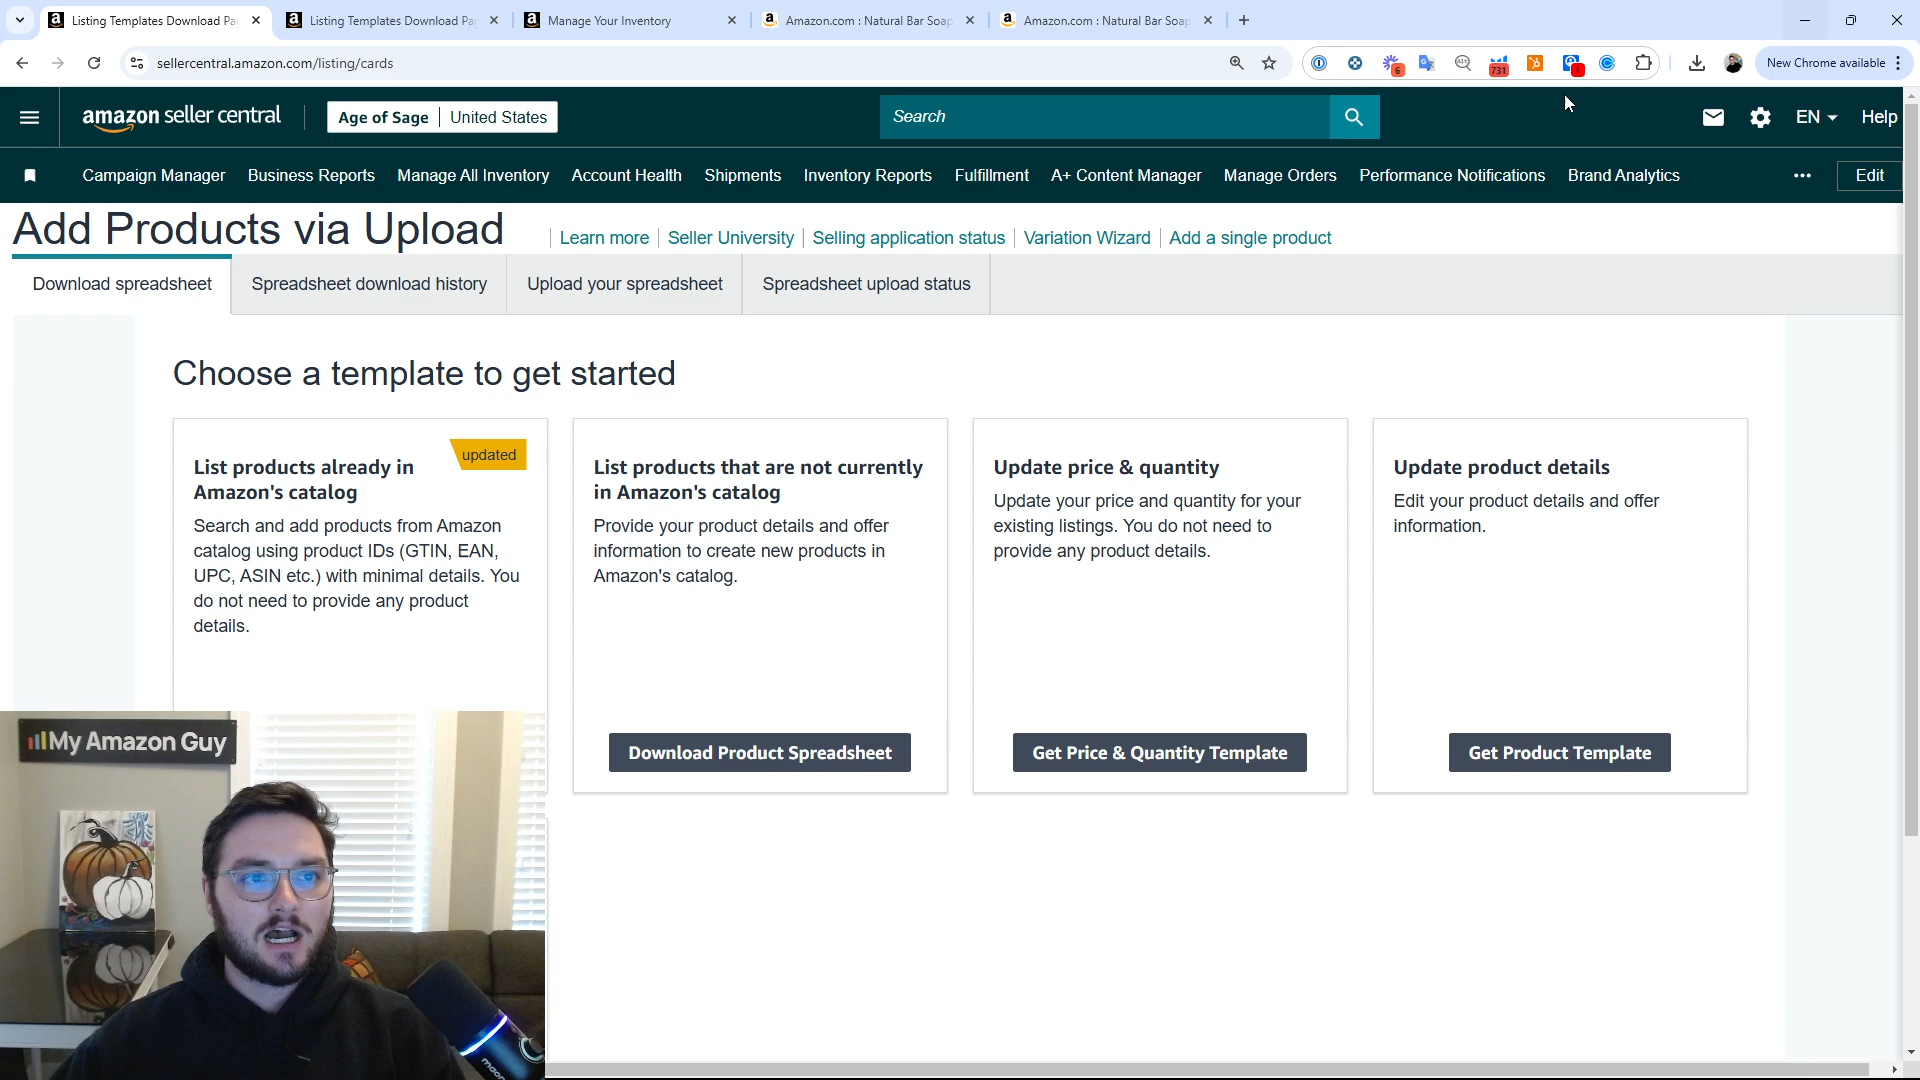 Listing Templates Download Pa
Listing Templates Download Pa
Manage Your Inventory
Amazon.com : Natural Bar Soap
Amazon.com : Natural Bar Soap
sellercentral.amazon.com/listing/cards
6
731
New Chrome available
amazon seller central
Age of Sage | United States
Search
EN
Help
Campaign Manager
Business Reports
Manage All Inventory
Account Health
Shipments
Inventory Reports
Fulfillment
A+ Content Manager
Manage Orders
Performance Notifications
Brand Analytics
Edit
Add Products via Upload
Learn more
Seller University
Selling application status
Variation Wizard
Add a single product
Download spreadsheet
Spreadsheet download history
Upload your spreadsheet
Spreadsheet upload status
Choose a template to get started
updated
List products already in
Amazon's catalog
Search and add products from Amazon
catalog using product IDs (GTIN, EAN,
UPC, ASIN etc.) with minimal details. You
do not need to provide any product
details.
List products that are not currently
in Amazon's catalog
Provide your product details and offer
information to create new products in
Amazon's catalog.
Download Product Spreadsheet
Update price & quantity
Update your price and quantity for your
existing listings. You do not need to
provide any product details.
Get Price & Quantity Template
Update product details
Edit your product details and offer
information.
Get Product Template
My Amazon Guy